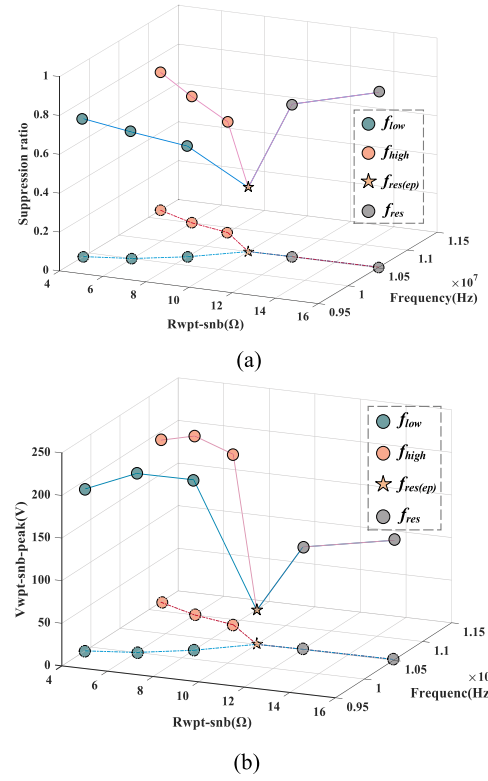 1
0.8
0.6
0.4
0.2
0
Suppression ratio
4
6
8
10
12
14
16
Rwpt-snb(Ω)
0.95
1
1.05
1.1
1.15
×10⁷
Frequency(Hz)
f_low
f_high
f_res(ep)
f_res
(a)
250
200
150
100
50
0
Vwpt-snb-peak(V)
4
6
8
10
12
14
16
Rwpt-snb(Ω)
0.95
1
1.05
1.1
1.15
×10
Frequenc(Hz)
f_low
f_high
f_res(ep)
f_res
(b)